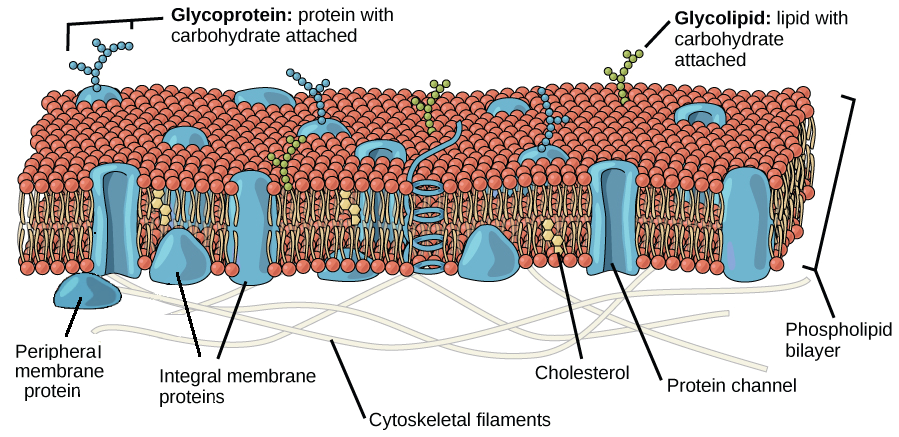 Glycoprotein: protein with
carbohydrate attached
Glycolipid: lipid with
carbohydrate
attached
Phospholipid
bilayer
Peripheral
membrane
protein
Integral membrane
proteins
Cholesterol
Protein channel
Cytoskeletal filaments